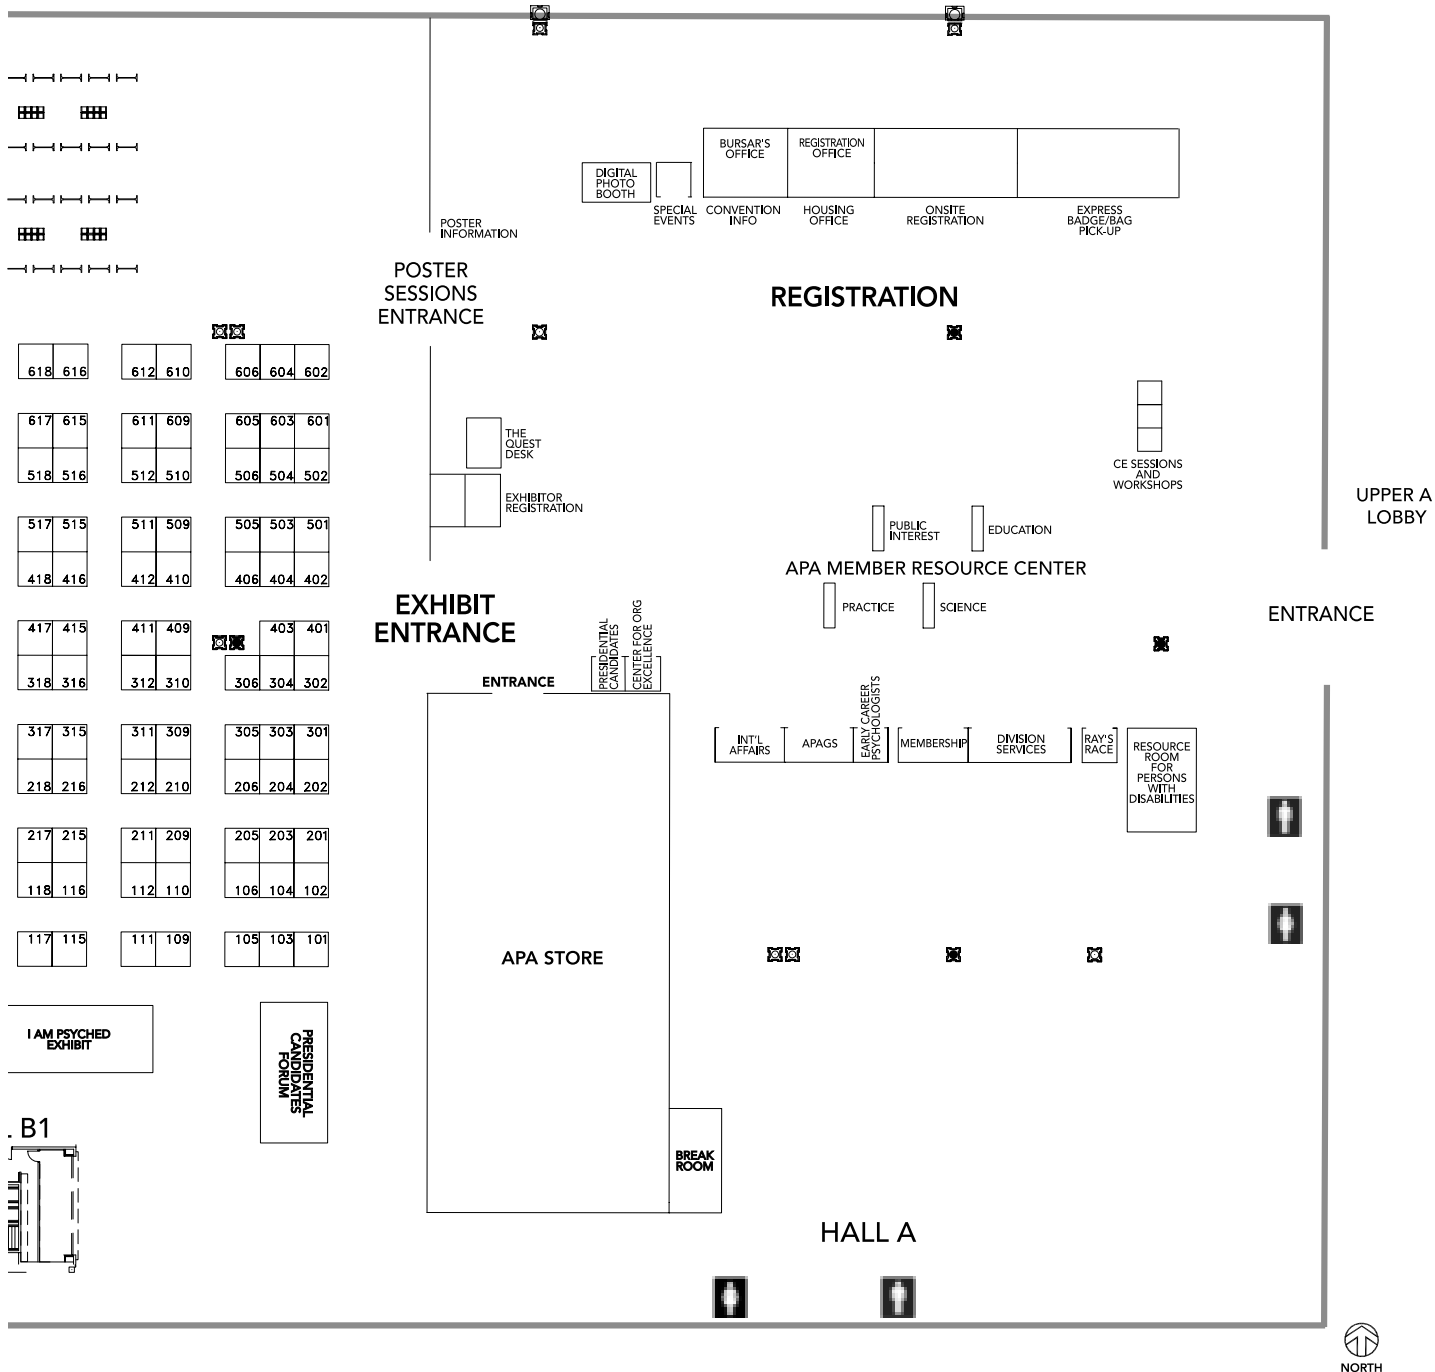 BURSAR'S
OFFICE
REGISTRATION
OFFICE
DIGITAL
PHOTO
BOOTH
SPECIAL
EVENTS
CONVENTION
INFO
HOUSING
OFFICE
ONSITE
REGISTRATION
EXPRESS
BADGE/BAG
PICK-UP
POSTER
INFORMATION
POSTER
SESSIONS
ENTRANCE
REGISTRATION
618 616 612 610 606 604 602
617 615 611 609 605 603 601
518 516 512 510 506 504 502
THE
QUEST
DESK
EXHIBITOR
REGISTRATION
CE SESSIONS
AND
WORKSHOPS
UPPER A
LOBBY
517 515 511 509 505 503 501
418 416 412 410 406 404 402
PUBLIC
INTEREST
EDUCATION
APA MEMBER RESOURCE CENTER
PRACTICE
SCIENCE
EXHIBIT
ENTRANCE
ENTRANCE
417 415 411 409 403 401
318 316 312 310 306 304 302
PRESIDENTIAL
CANDIDATES
CENTER FOR ORG
EXCELLENCE
ENTRANCE
317 315 311 309 305 303 301
218 216 212 210 206 204 202
INT'L
AFFAIRS
APAGS
EARLY CAREER
PSYCHOLOGISTS
MEMBERSHIP
DIVISION
SERVICES
RAY'S
RACE
RESOURCE
ROOM
FOR
PERSONS
WITH
DISABILITIES
217 215 211 209 205 203 201
118 116 112 110 106 104 102
117 115 111 109 105 103 101
APA STORE
I AM PSYCHED
EXHIBIT
PRESIDENTIAL
CANDIDATES
FORUM
. B1
BREAK
ROOM
HALL A
NORTH